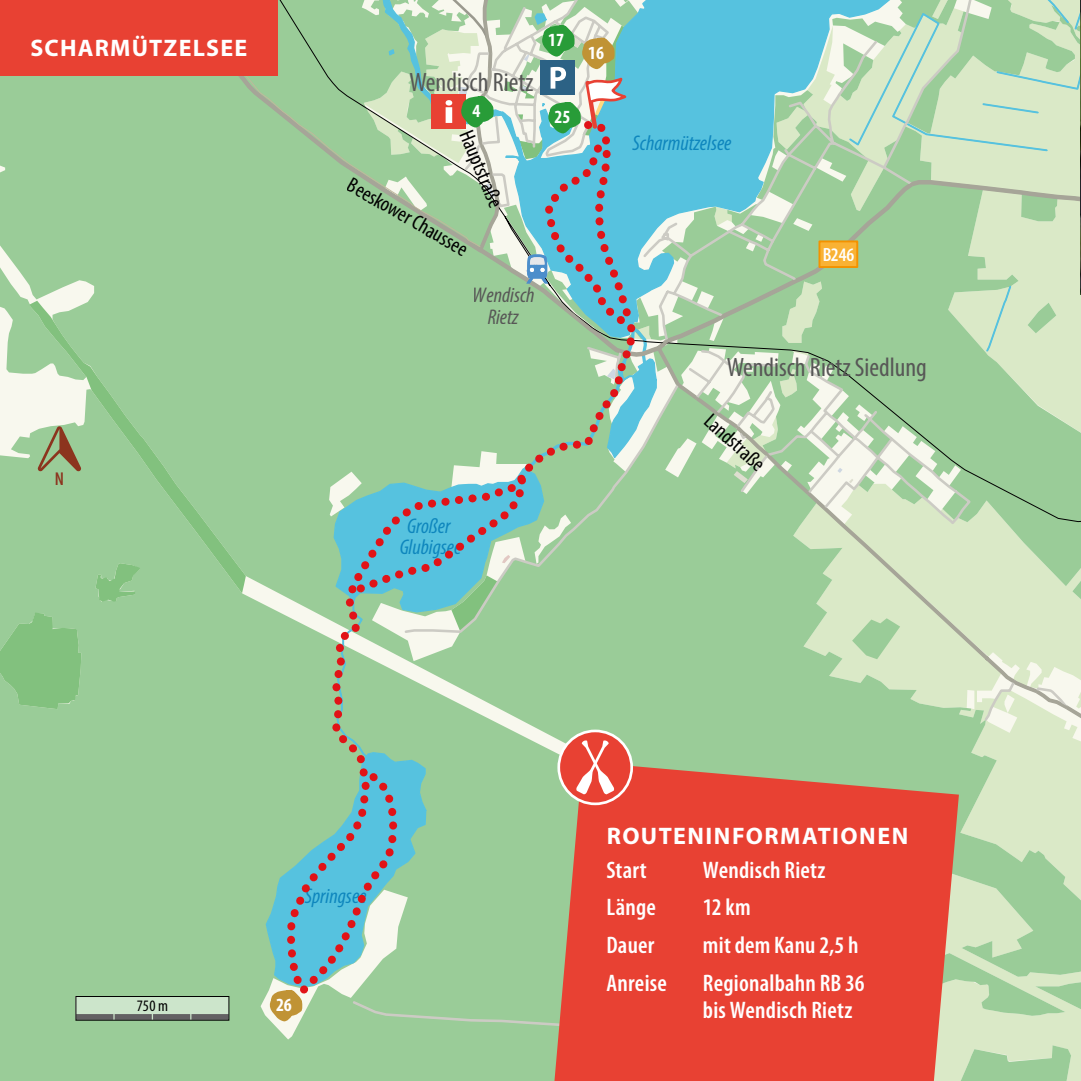 SCHARMÜTZELSEE
17
16
Wendisch Rietz
P
i
4
25
Scharmützelsee
Hauptstraße
Beeskower Chaussee
B246
Wendisch
Rietz
Wendisch Rietz Siedlung
Landstraße
N
Großer
Glubigsee
Springsee
26
750 m
ROUTENINFORMATIONEN
Start Wendisch Rietz
Länge 12 km
Dauer mit dem Kanu 2,5 h
Anreise Regionalbahn RB 36
bis Wendisch Rietz